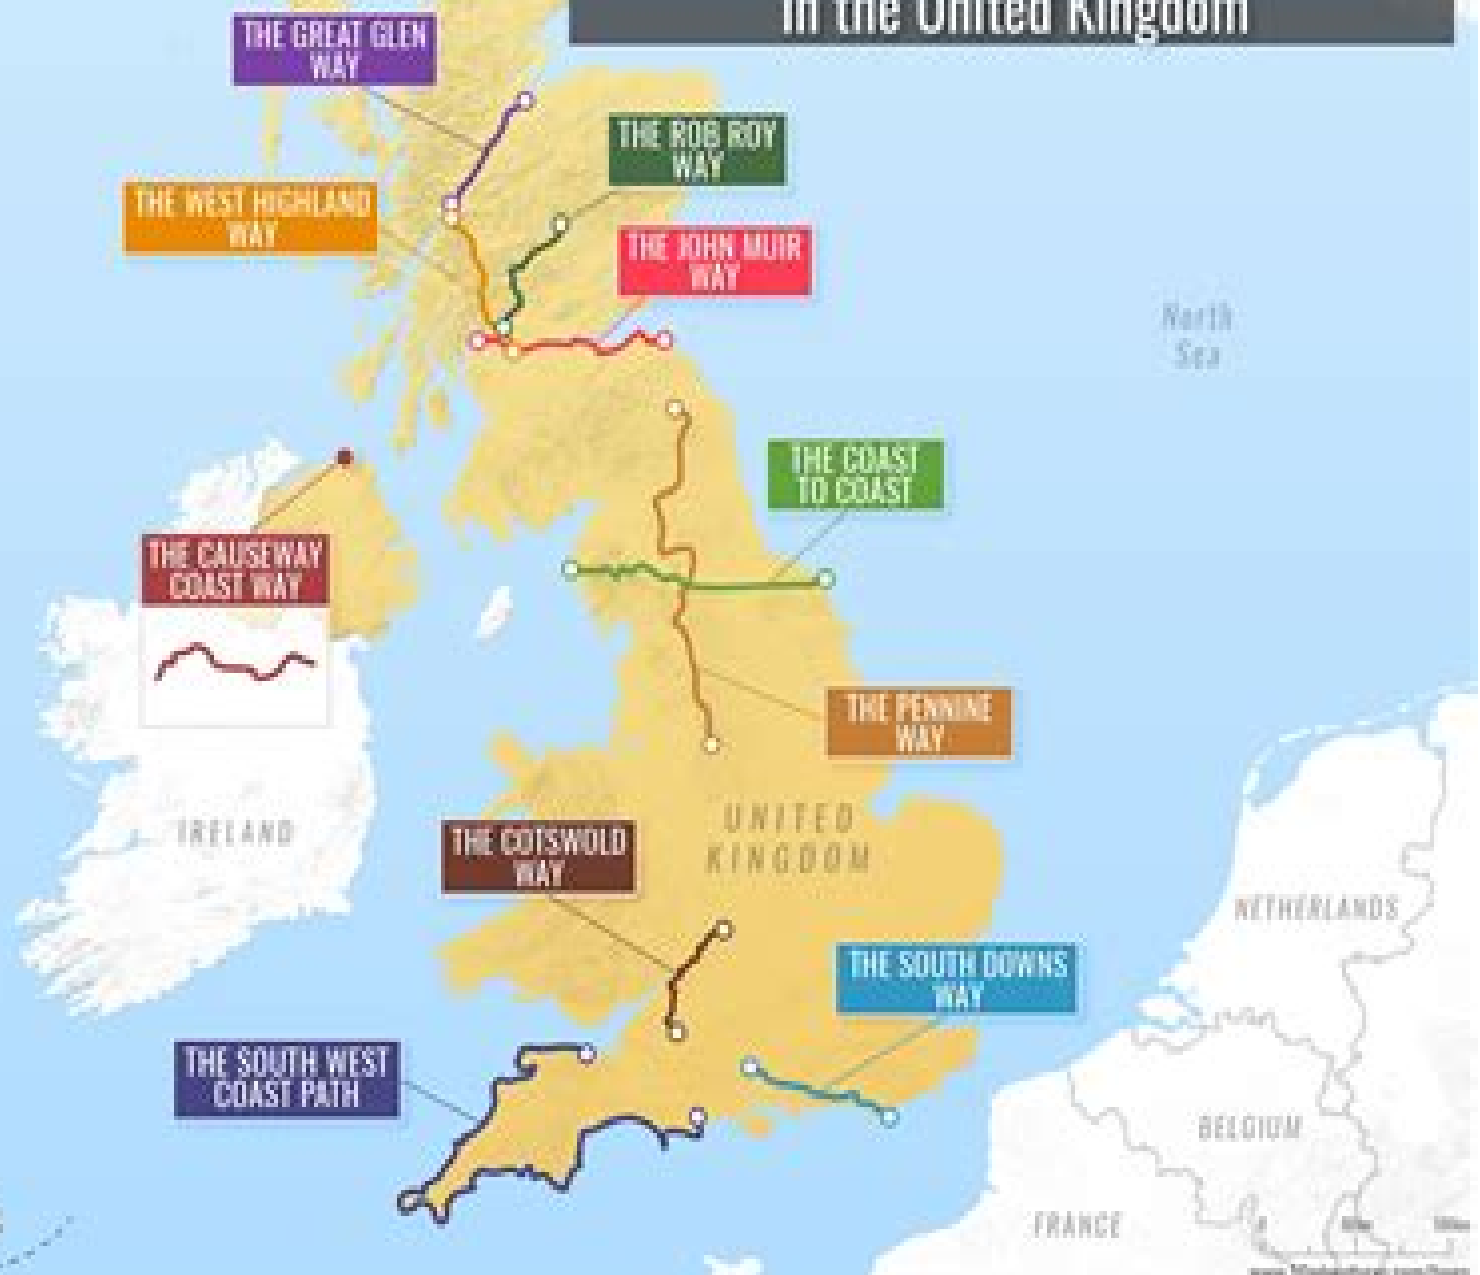 in the United Kingdom
THE GREAT GLEN
WAY
THE ROB ROY
WAY
THE WEST HIGHLAND
WAY
THE JOHN MUIR
WAY
North
Sea
THE COAST
TO COAST
THE CAUSEWAY
COAST WAY
THE PENNINE
WAY
UNITED
KINGDOM
IRELAND
THE COTSWOLD
WAY
NETHERLANDS
THE SOUTH DOWNS
WAY
THE SOUTH WEST
COAST PATH
BELGIUM
FRANCE